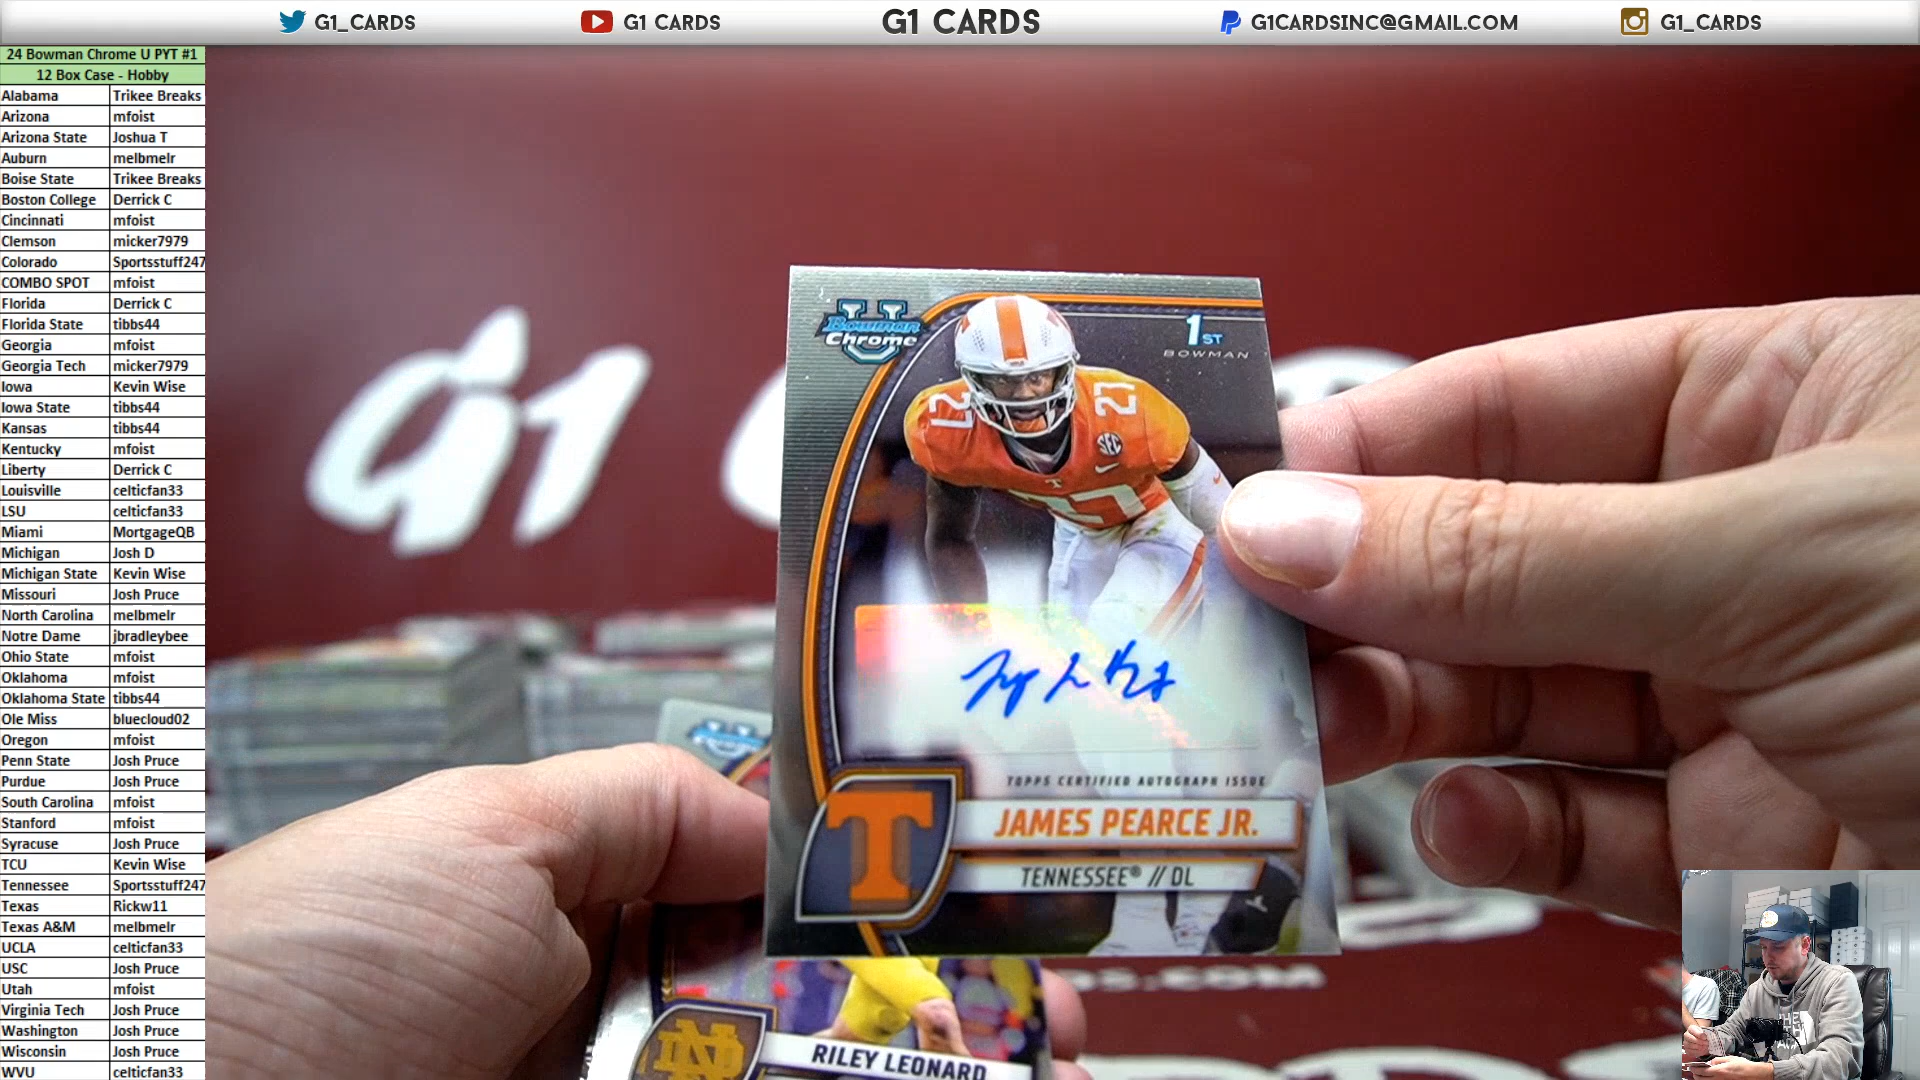 G1_CARDS
G1 CARDS
G1 CARDS
G1CARDSINC@GMAIL.COM
G1_CARDS
24 Bowman Chrome U PYT #1
12 Box Case - Hobby
Alabama Trikee Breaks
Arizona mfoist
Arizona State Joshua T
Auburn melbmelr
Boise State Trikee Breaks
Boston College Derrick C
Cincinnati mfoist
Clemson micker7979
Colorado Sportsstuff247
COMBO SPOT mfoist
Florida Derrick C
Florida State tibbs44
Georgia mfoist
Georgia Tech micker7979
Iowa Kevin Wise
Iowa State tibbs44
Kansas tibbs44
Kentucky mfoist
Liberty Derrick C
Louisville celticfan33
LSU celticfan33
Miami MortgageQB
Michigan Josh D
Michigan State Kevin Wise
Missouri Josh Pruce
North Carolina melbmelr
Notre Dame jbradleybee
Ohio State mfoist
Oklahoma mfoist
Oklahoma State tibbs44
Ole Miss bluecloud02
Oregon mfoist
Penn State Josh Pruce
Purdue Josh Pruce
South Carolina mfoist
Stanford mfoist
Syracuse Josh Pruce
TCU Kevin Wise
Tennessee Sportsstuff247
Texas Rickw11
Texas A&M melbmelr
UCLA celticfan33
USC Josh Pruce
Utah mfoist
Virginia Tech Josh Pruce
Washington Josh Pruce
Wisconsin Josh Pruce
WVU celticfan33
G1
U
Bowman
Chrome
1ST
BOWMAN
27
27
SEC
T
27
TOPPS CERTIFIED AUTOGRAPH ISSUE
T
JAMES PEARCE JR.
TENNESSEE® // DL
ND
RILEY LEONARD